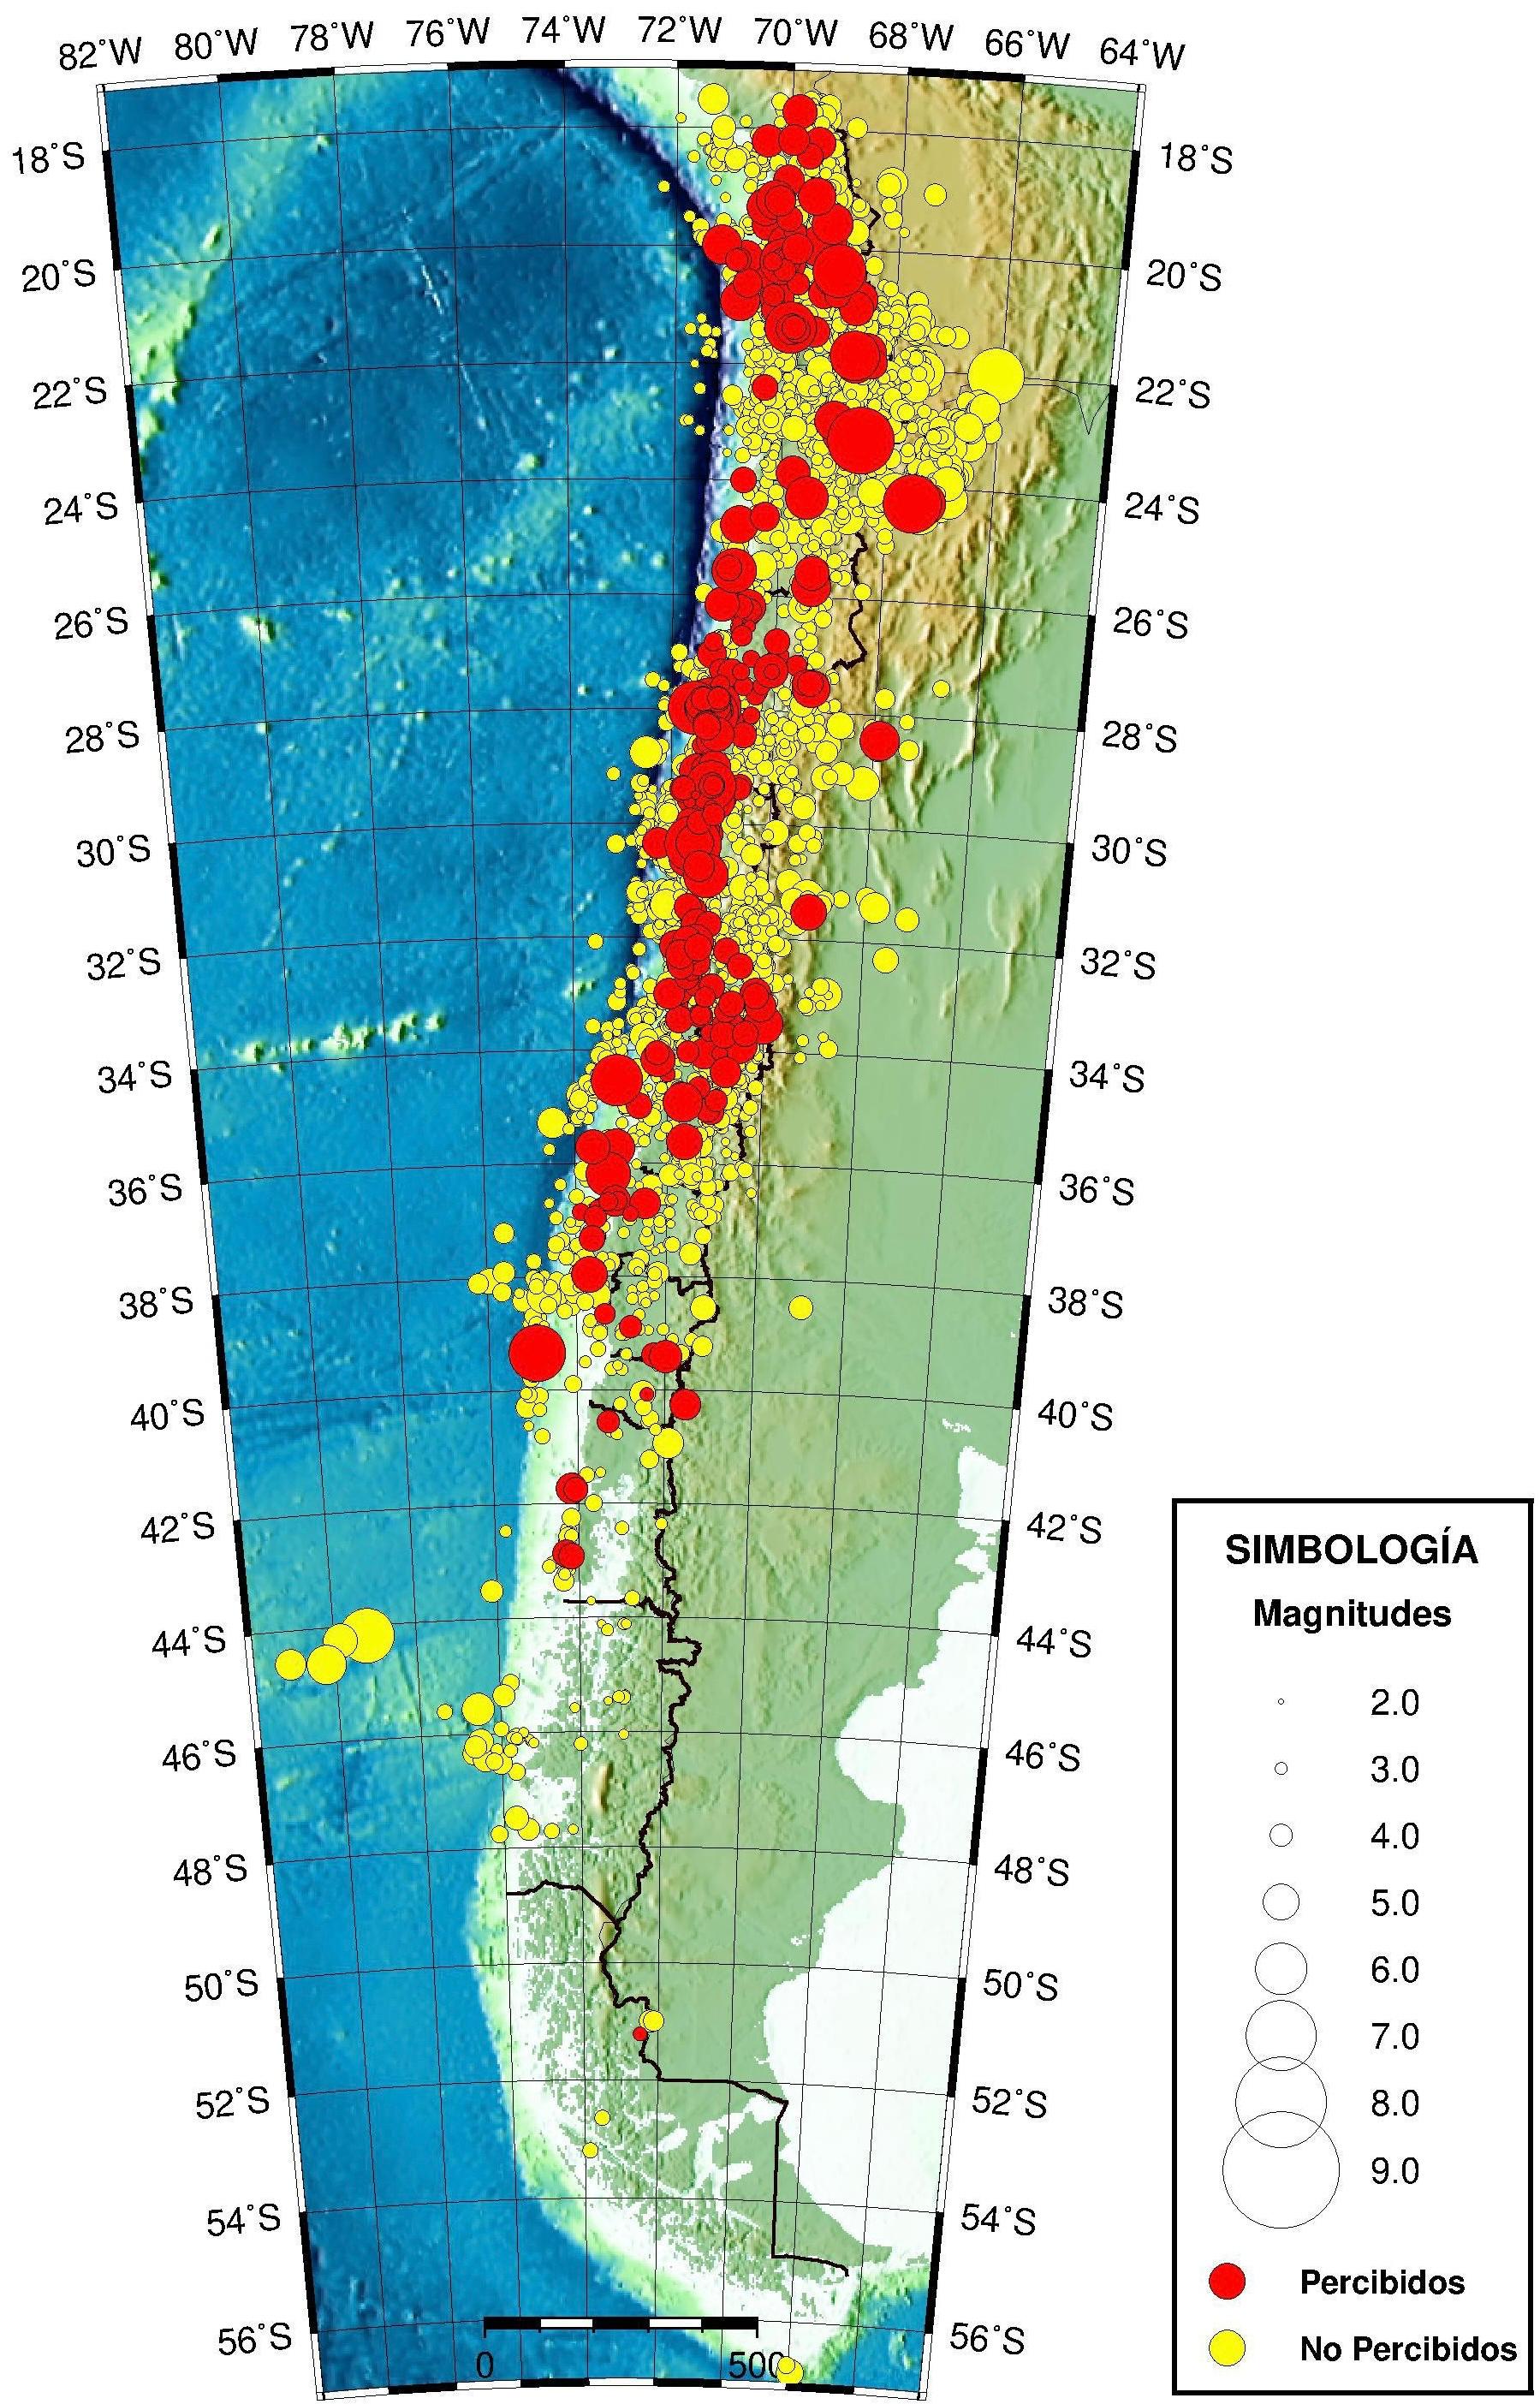 82°W 80°W 78°W 76°W 74°W 72°W 70°W 68°W 66°W 64°W
18°S 18°S
20°S 20°S
22°S 22°S
24°S 24°S
26°S 26°S
28°S 28°S
30°S 30°S
32°S 32°S
34°S 34°S
36°S 36°S
38°S 38°S
40°S 40°S
42°S 42°S
44°S 44°S
46°S 46°S
48°S 48°S
50°S 50°S
52°S 52°S
54°S 54°S
56°S 56°S
0 500
SIMBOLOGÍA
Magnitudes
2.0
3.0
4.0
5.0
6.0
7.0
8.0
9.0
Percibidos
No Percibidos